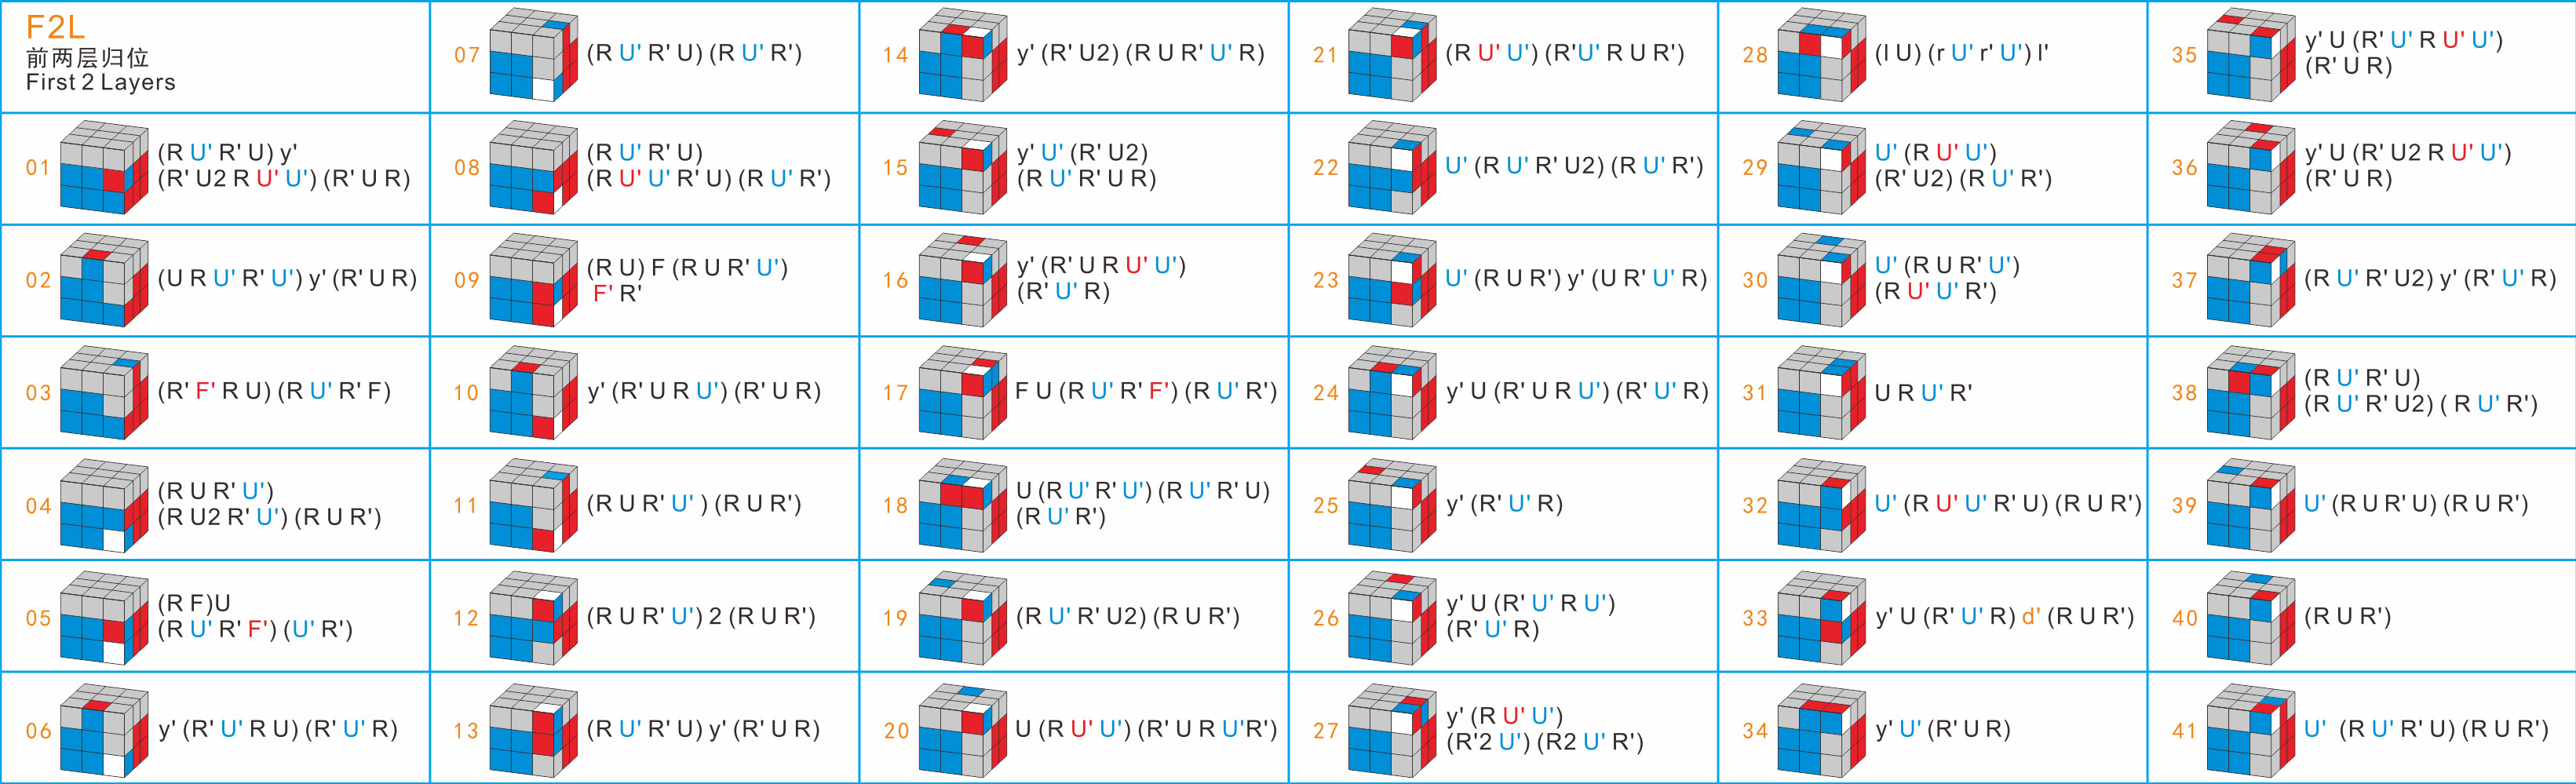 F2L
前两层归位
First 2 Layers
01
(R U' R' U) y'
(R' U2 R U' U') (R' U R)
02
(U R U' R' U') y' (R' U R)
03
(R' F' R U) (R U' R' F)
04
(R U R' U')
(R U2 R' U') (R U R')
05
(R F)U
(R U' R' F') (U' R')
06
y' (R' U' R U) (R' U' R)
07
(R U' R' U) (R U' R')
08
(R U' R' U)
(R U' U' R' U) (R U' R')
09
(R U) F (R U R' U')
F' R'
10
y' (R' U R U') (R' U R)
11
(R U R' U' ) (R U R')
12
(R U R' U') 2 (R U R')
13
(R U' R' U) y' (R' U R)
14
y' (R' U2) (R U R' U' R)
15
y' U' (R' U2)
(R U' R' U R)
16
y' (R' U R U' U')
(R' U' R)
17
F U (R U' R' F') (R U' R')
18
U (R U' R' U') (R U' R' U)
(R U' R')
19
(R U' R' U2) (R U R')
20
U (R U' U') (R' U R U'R')
21
(R U' U') (R'U' R U R')
22
U' (R U' R' U2) (R U' R')
23
U' (R U R') y' (U R' U' R)
24
y' U (R' U R U') (R' U' R)
25
y' (R' U' R)
26
y' U (R' U' R U')
(R' U' R)
27
y' (R U' U')
(R'2 U') (R2 U' R')
28
(l U) (r U' r' U') l'
29
U' (R U' U')
(R' U2) (R U' R')
30
U' (R U R' U')
(R U' U' R')
31
U R U' R'
32
U' (R U' U' R' U) (R U R')
33
y' U (R' U' R) d' (R U R')
34
y' U' (R' U R)
35
y' U (R' U' R U' U')
(R' U R)
36
y' U (R' U2 R U' U')
(R' U R)
37
(R U' R' U2) y' (R' U' R)
38
(R U' R' U)
(R U' R' U2) ( R U' R')
39
U' (R U R' U) (R U R')
40
(R U R')
41
U' (R U' R' U) (R U R')